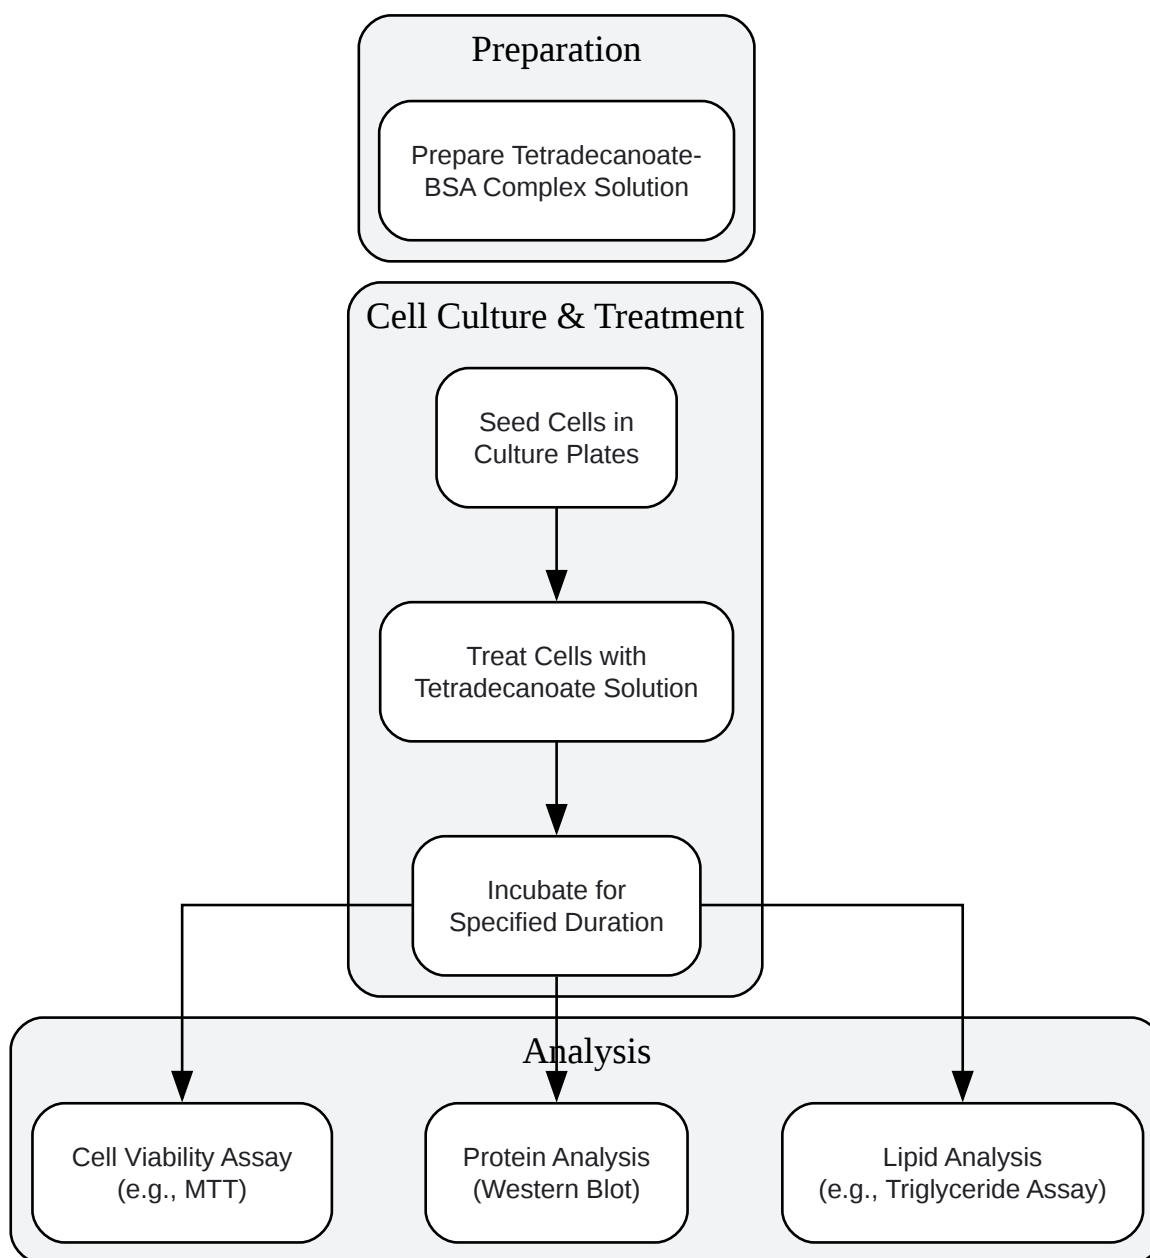 Preparation
Prepare Tetradecanoate-
BSA Complex Solution
Cell Culture & Treatment
Seed Cells in
Culture Plates
Treat Cells with
Tetradecanoate Solution
Incubate for
Specified Duration
Analysis
Cell Viability Assay
(e.g., MTT)
Protein Analysis
(Western Blot)
Lipid Analysis
(e.g., Triglyceride Assay)